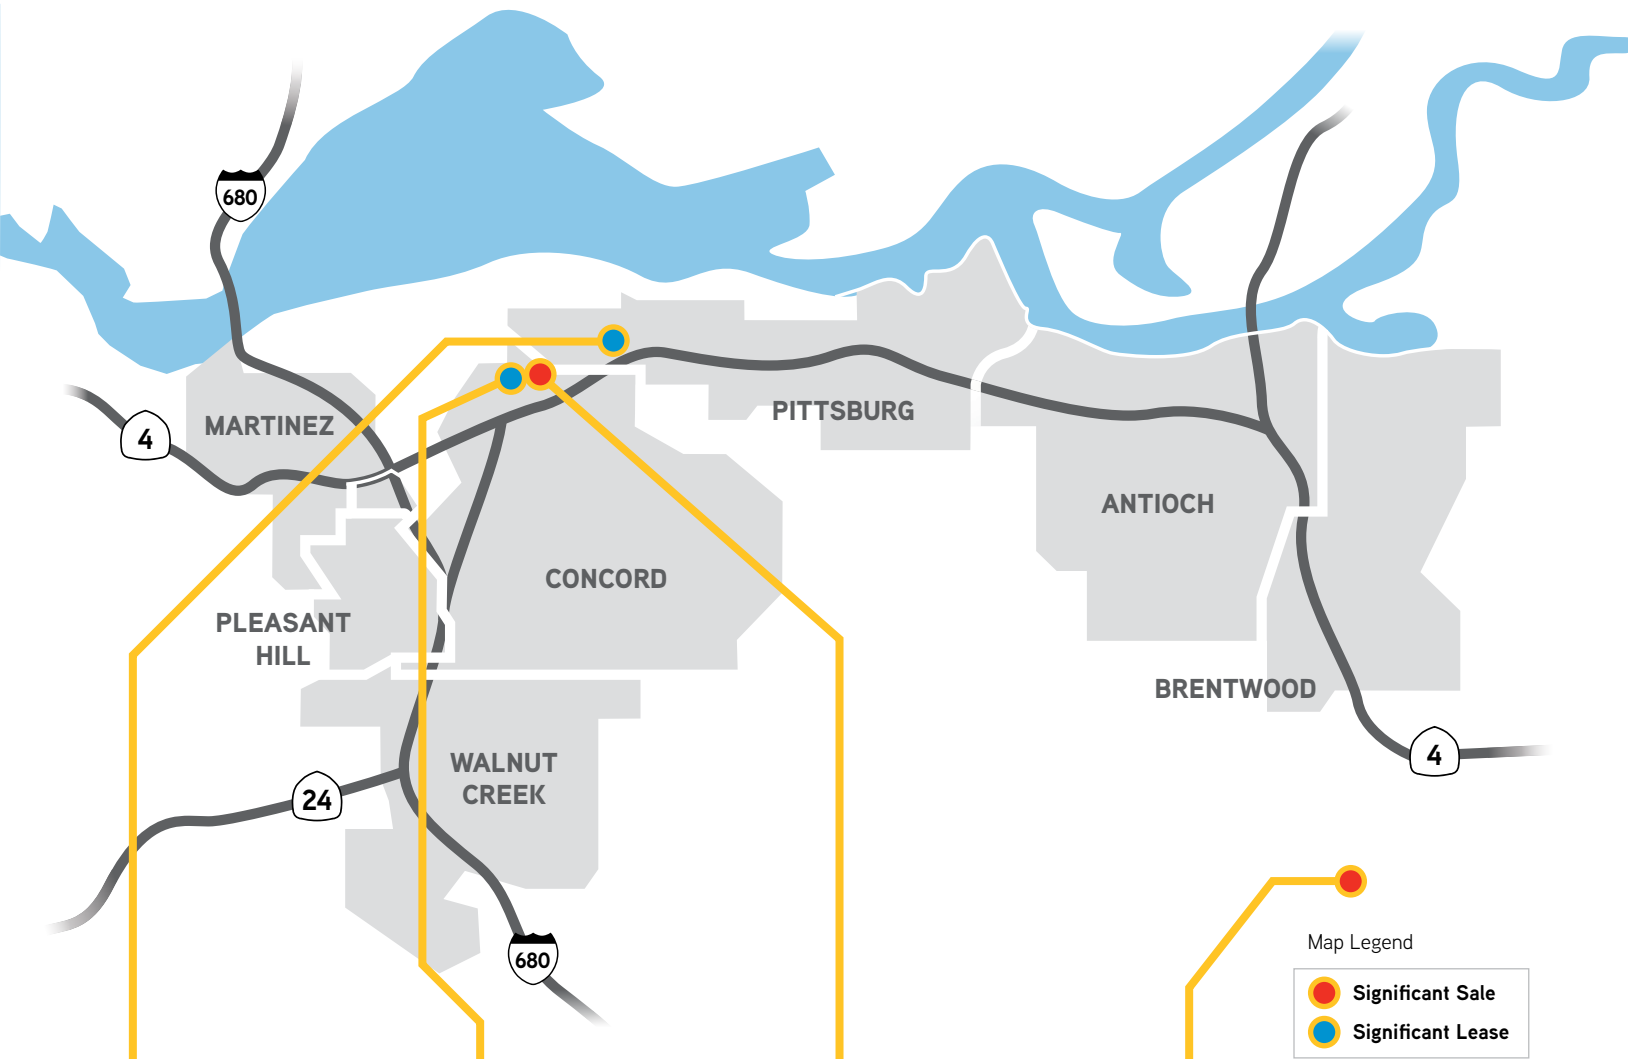 680
4
MARTINEZ
PITTSBURG
ANTIOCH
CONCORD
PLEASANT
HILL
BRENTWOOD
WALNUT
CREEK
4
24
680
Map Legend
Significant Sale
Significant Lease